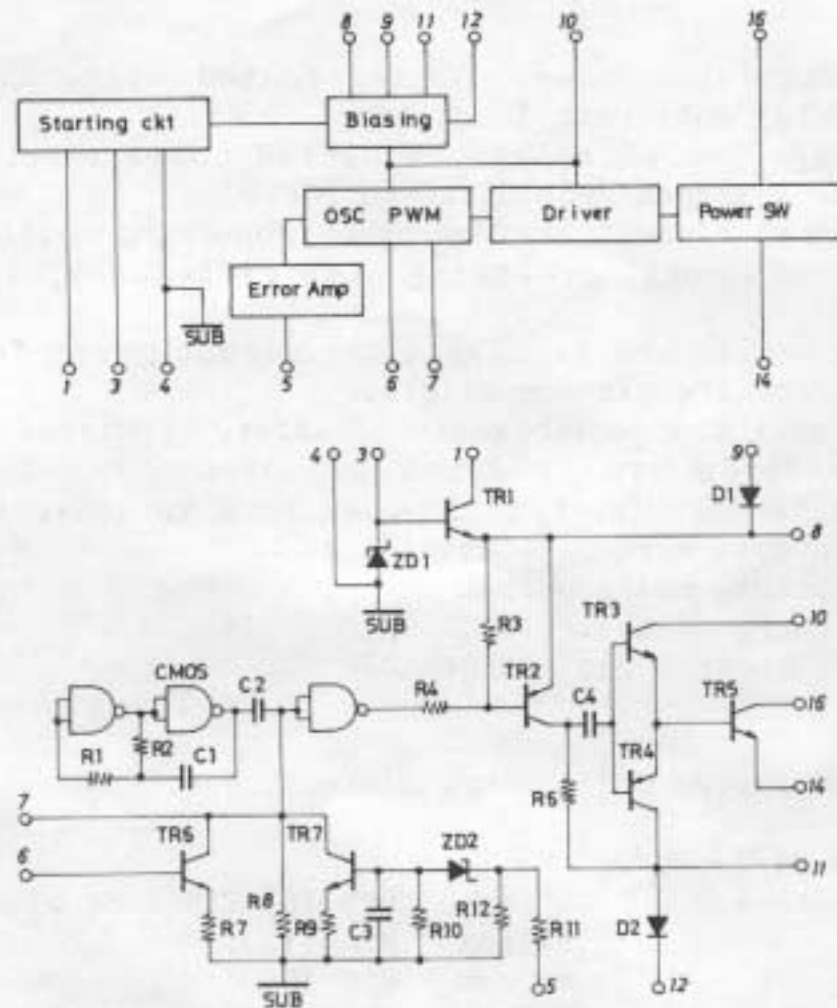 8 9 11 12 10 16
Starting ckt Biasing
OSC PWM Driver Power SW
Error Amp
SUB
1 3 4 5 6 7 14
4 3 1 9
TR1 D1
8
ZD1
SUB
R3 TR3 10
CMOS C2 R4 TR2 C4 TR5 16
R1 R2 C1 TR4
R5 14
7 TR6 TR7 ZD2
6 11
R7 R8 R9 C3 R10 R12 R11 D2
SUB 5 12